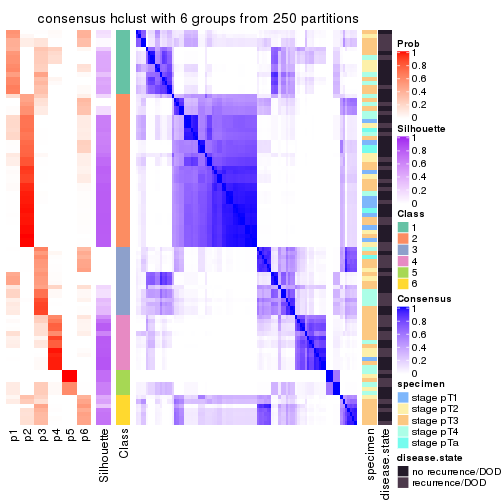 consensus hclust with 6 groups from 250 partitions
Prob
1
0.8
0.6
0.4
0.2
0
Silhouette
1
0.8
0.6
0.4
0.2
0
Class
1
2
3
4
5
6
Consensus
1
0.8
0.6
0.4
0.2
0
specimen
stage pT1
stage pT2
stage pT3
stage pT4
stage pTa
disease.state
no recurrence/DOD
recurrence/DOD
p1
p2
p3
p4
p5
p6
Silhouette
Class
specimen
disease.state